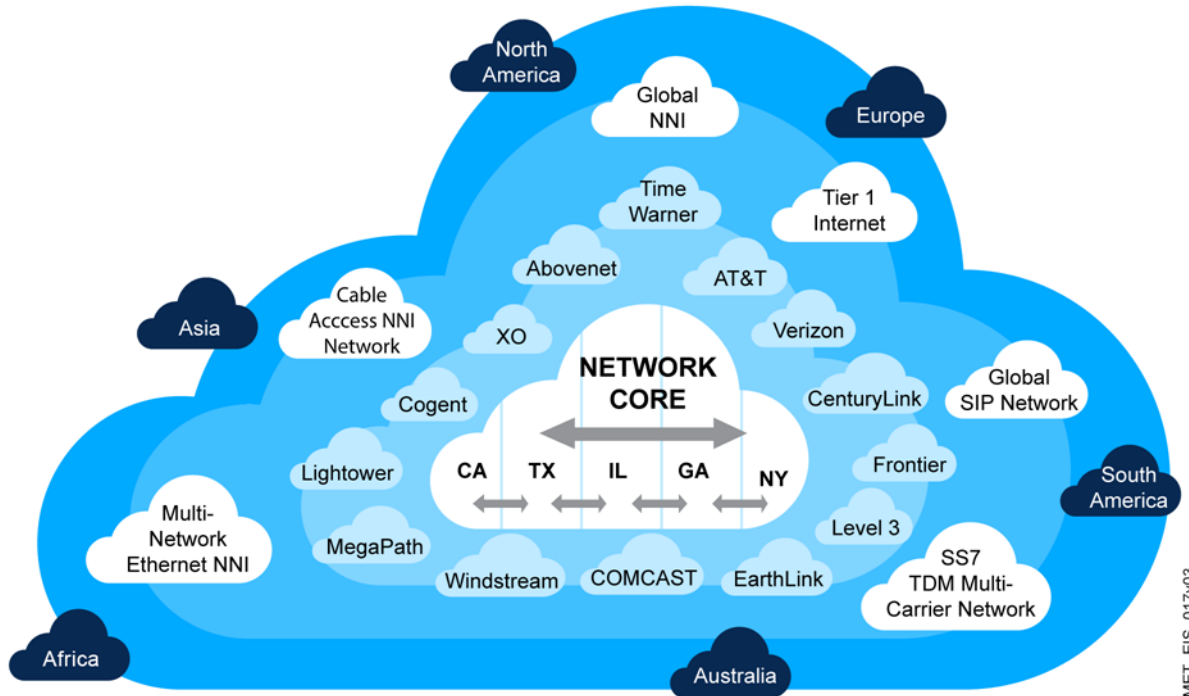 North
America
Global
NNI
Europe
Time
Warner
Tier 1
Internet
Abovenet
AT&T
Asia
Cable
Acccess NNI
Network
XO
Verizon
NETWORK
CORE
Global
SIP Network
Cogent
CenturyLink
CA TX IL GA NY
Lightower
Frontier
South
America
Multi-
Network
Ethernet NNI
MegaPath
Level 3
Windstream
COMCAST
EarthLink
SS7
TDM Multi-
Carrier Network
Africa
Australia
MET_EIS_017v03